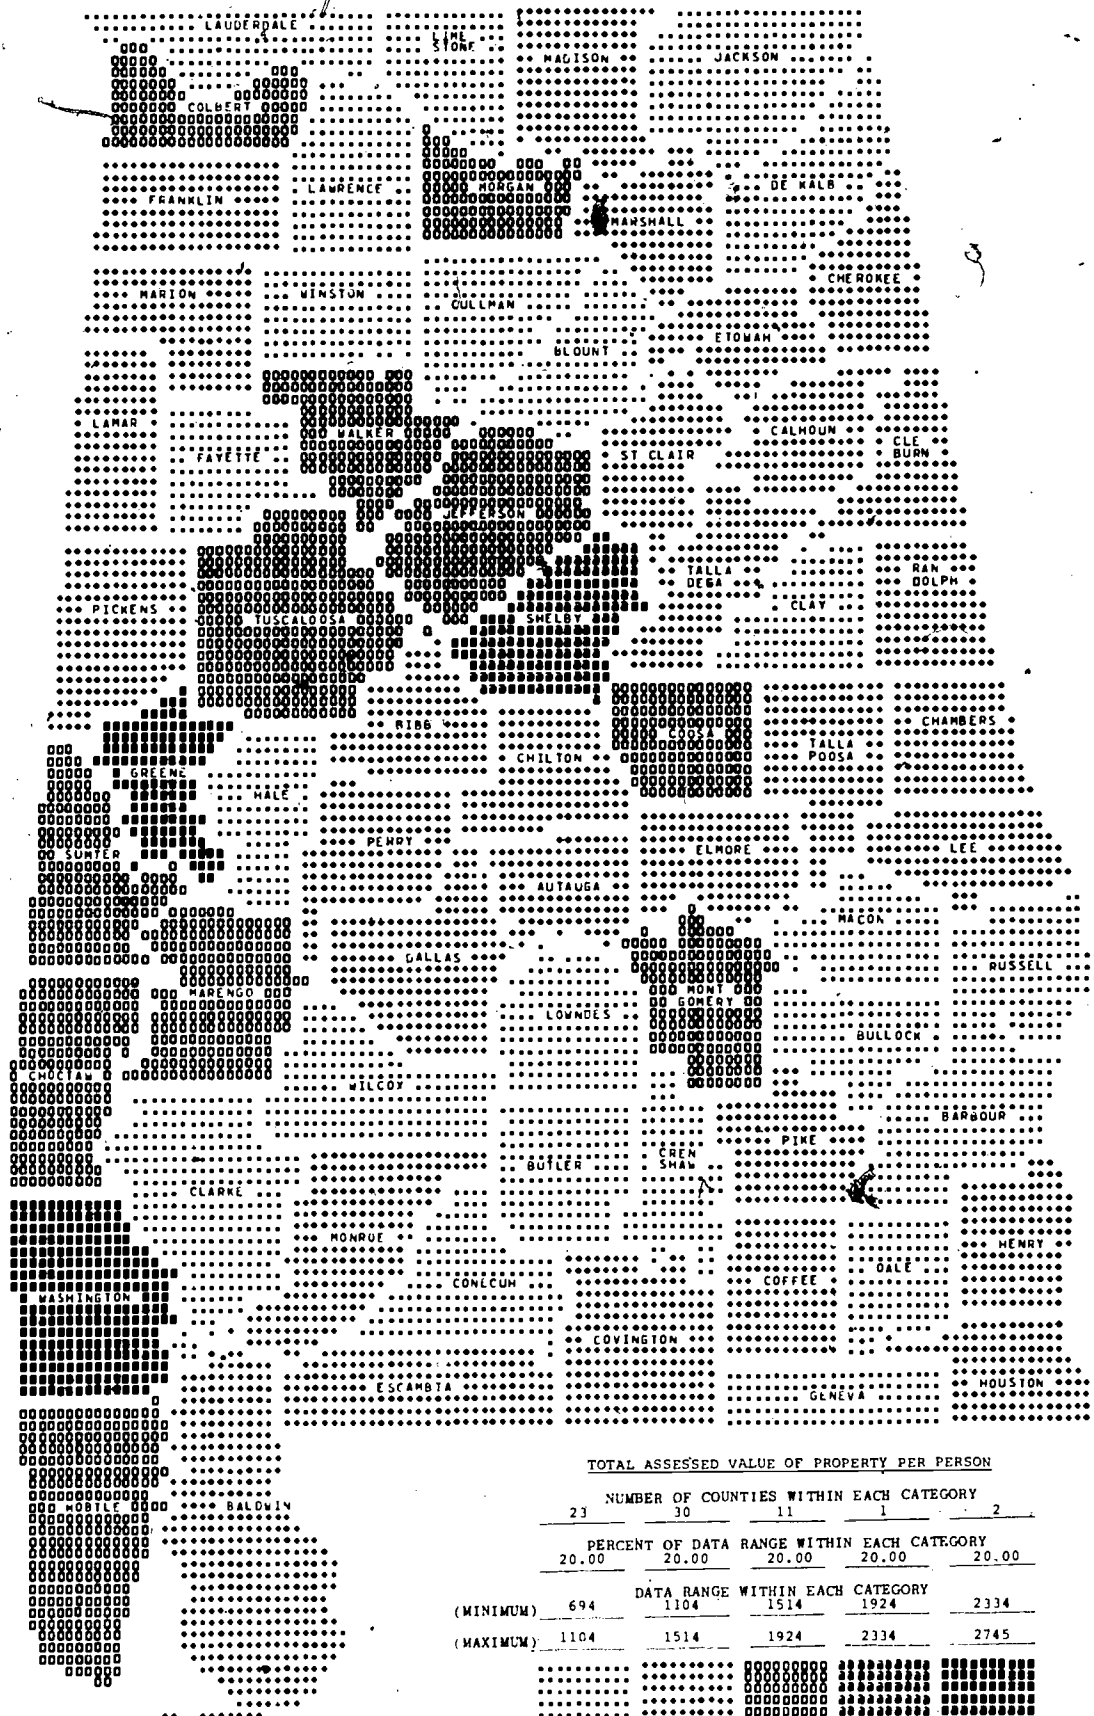 LAUDERDALE
LIME
STONE
MADISON
JACKSON
COLBERT
FRANKLIN
LAWRENCE
MORGAN
DE KALB
MARSHALL
CHEROKEE
MARION
WINSTON
CULLMAN
ETOWAH
BLOUNT
LAMAR
FAYETTE
WALKER
ST CLAIR
CALHOUN
CLE
BURN
JEFFERSON
PICKENS
TUSCALOOSA
SHELBY
TALLA
DEGA
CLAY
RAN
DOLPH
BIBB
CHILTON
COOSA
TALLA
POOSA
CHAMBERS
GREENE
HALE
SUMTER
PERRY
AUTAUGA
ELMORE
LEE
MACON
DALLAS
RUSSELL
MARENGO
LOWNDES
MONT
GOMERY
BULLOCK
CHOCTAW
WILCOX
BARBOUR
PIKE
CLARKE
BUTLER
CREN
SHAW
MONROE
CONECUH
COFFEE
DALE
HENRY
WASHINGTON
COVINGTON
ESCAMBIA
GENEVA
HOUSTON
MOBILE
BALDWIN
TOTAL ASSESSED VALUE OF PROPERTY PER PERSON
NUMBER OF COUNTIES WITHIN EACH CATEGORY
23 30 11 1 2
PERCENT OF DATA RANGE WITHIN EACH CATEGORY
20.00 20.00 20.00 20.00 20.00
DATA RANGE WITHIN EACH CATEGORY
(MINIMUM) 694 1104 1514 1924 2334
(MAXIMUM) 1104 1514 1924 2334 2745